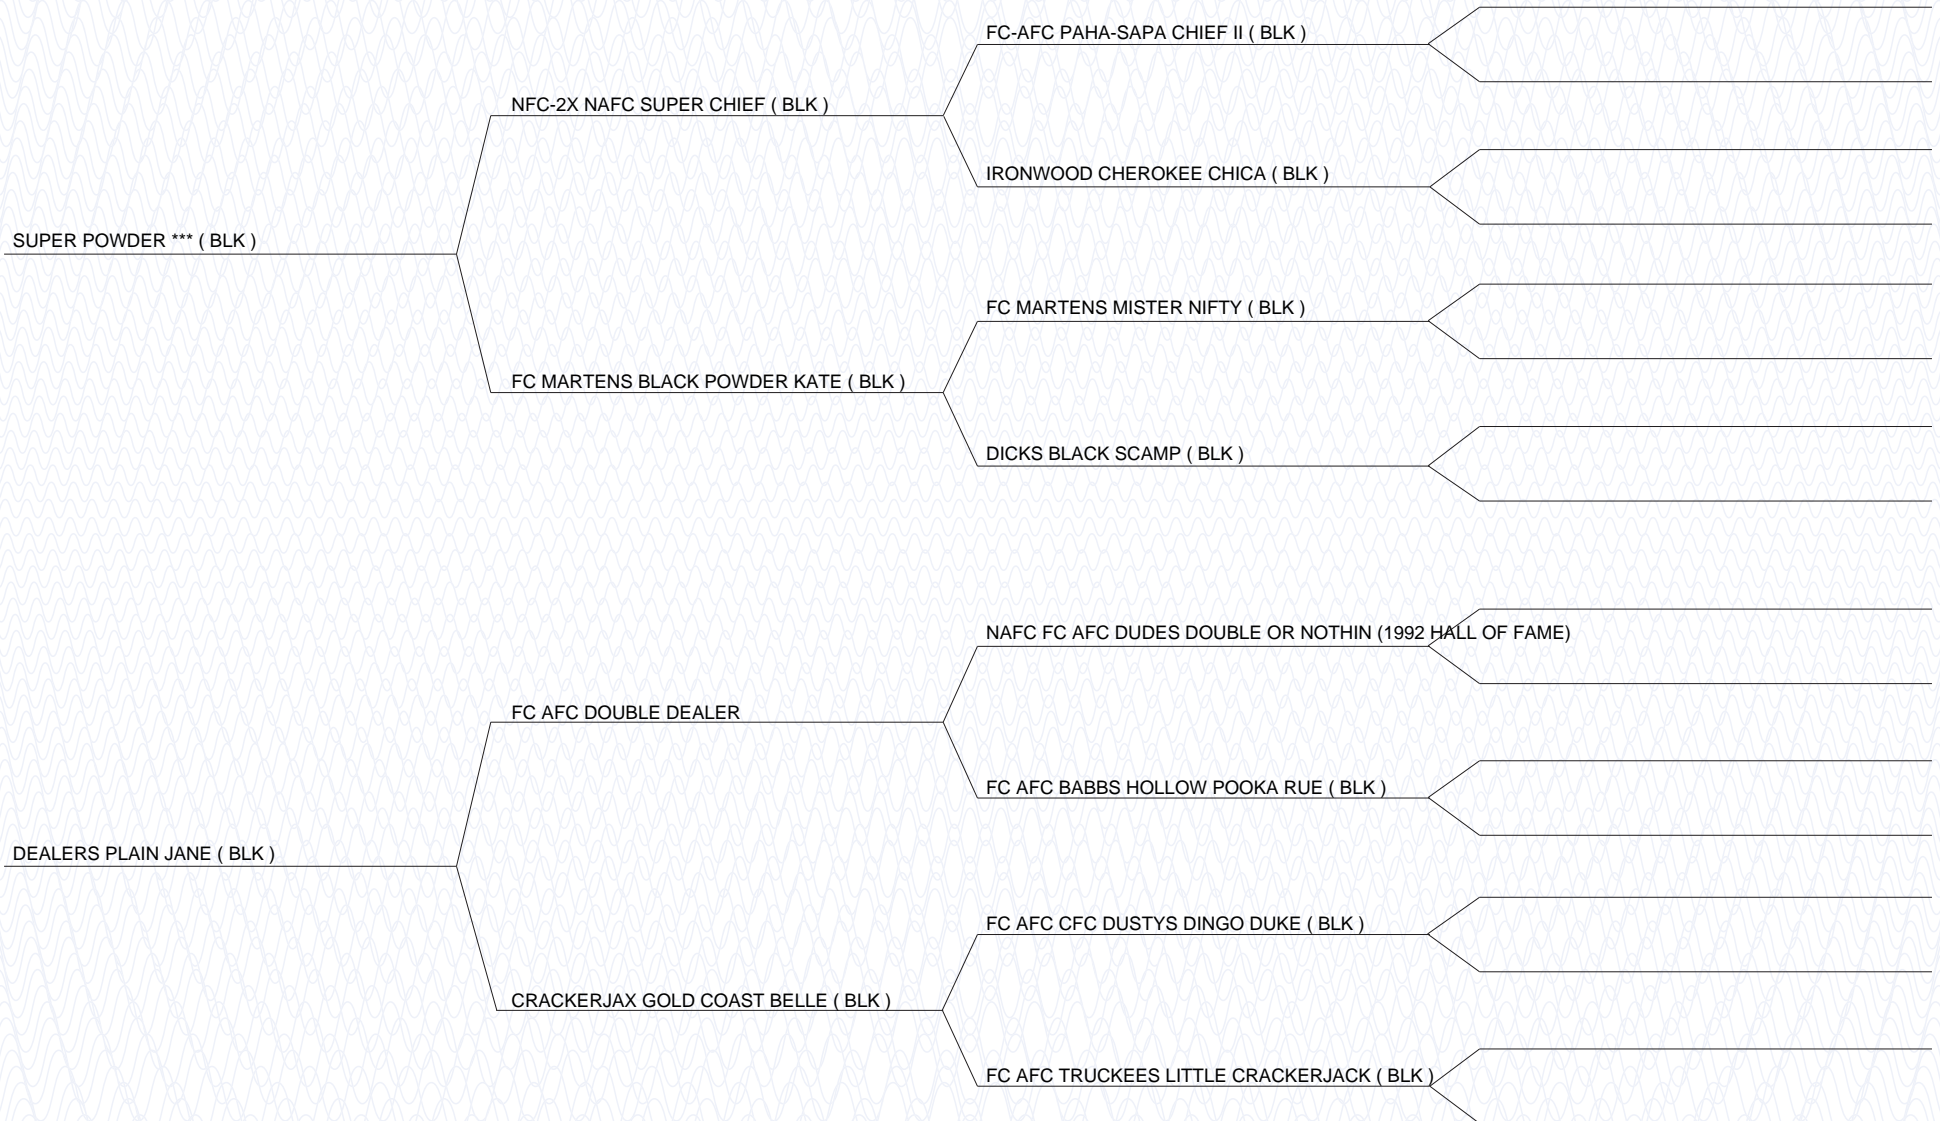 FC-AFC PAHA-SAPA CHIEF II ( BLK )
NFC-2X NAFC SUPER CHIEF ( BLK )
IRONWOOD CHEROKEE CHICA ( BLK )
SUPER POWDER *** ( BLK )
FC MARTENS MISTER NIFTY ( BLK )
FC MARTENS BLACK POWDER KATE ( BLK )
DICKS BLACK SCAMP ( BLK )
NAFC FC AFC DUDES DOUBLE OR NOTHIN (1992 HALL OF FAME)
FC AFC DOUBLE DEALER
FC AFC BABBS HOLLOW POOKA RUE ( BLK )
DEALERS PLAIN JANE ( BLK )
FC AFC CFC DUSTYS DINGO DUKE ( BLK )
CRACKERJAX GOLD COAST BELLE ( BLK )
FC AFC TRUCKEES LITTLE CRACKERJACK ( BLK )